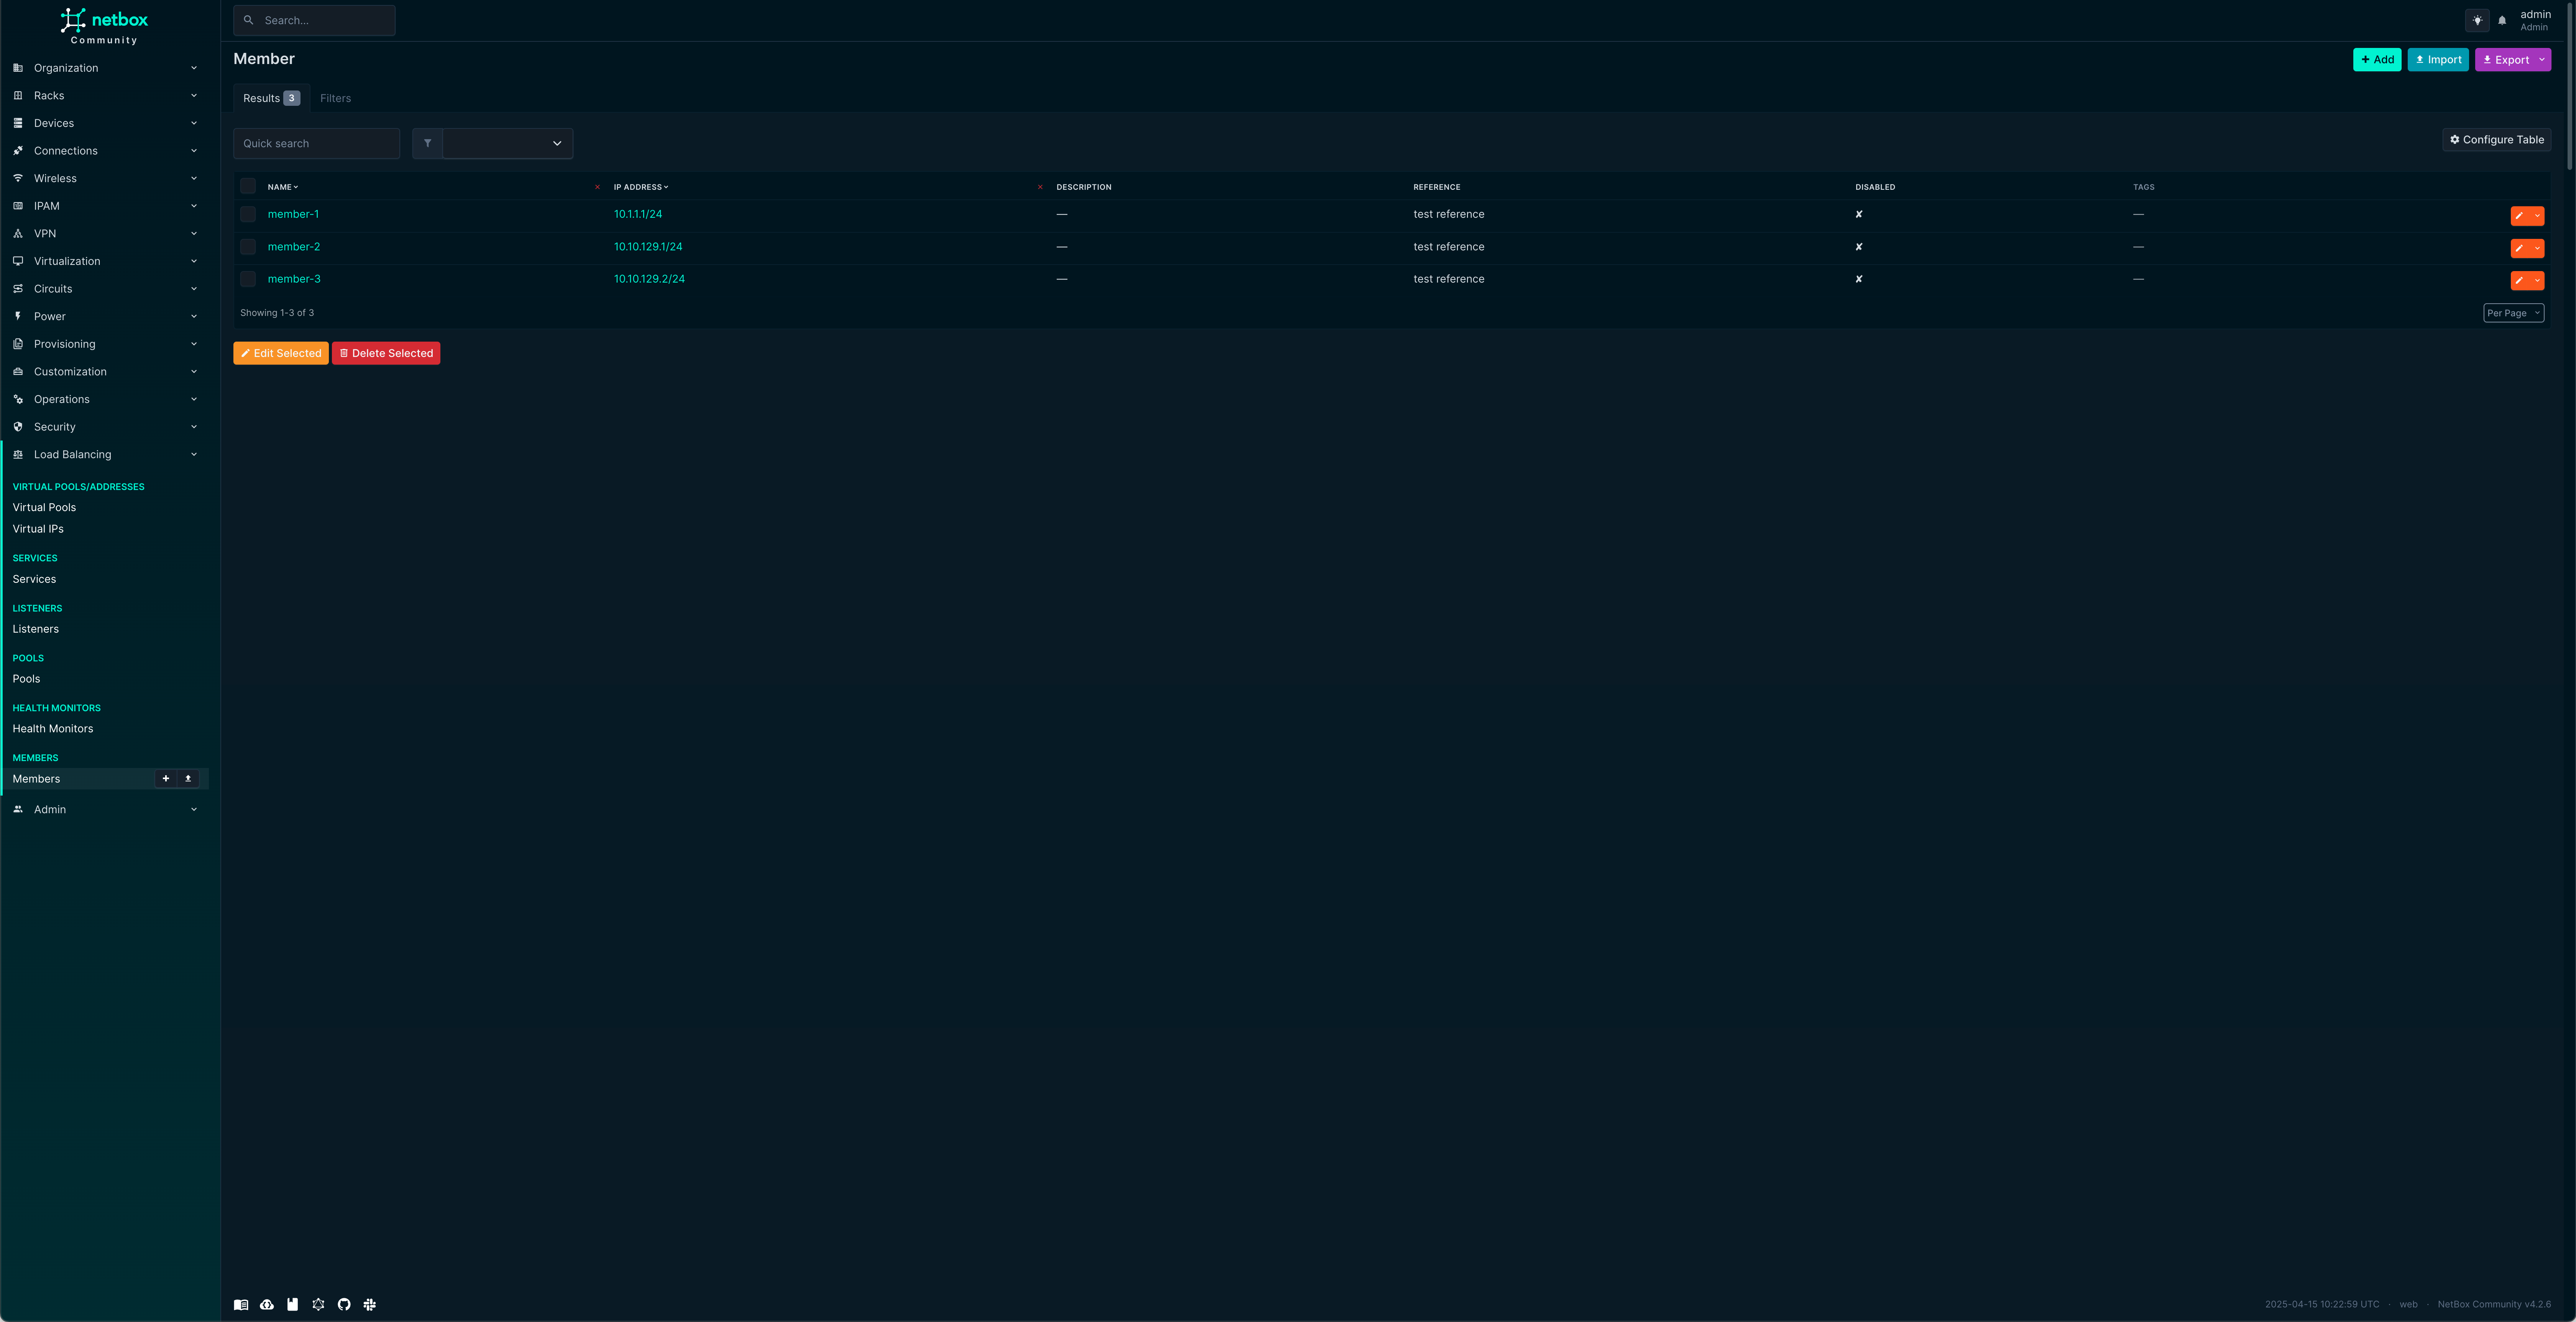 netbox
Community
Search...
admin
Admin
Organization
Racks
Devices
Connections
Wireless
IPAM
VPN
Virtualization
Circuits
Power
Provisioning
Customization
Operations
Security
Load Balancing
VIRTUAL POOLS/ADDRESSES
Virtual Pools
Virtual IPs
SERVICES
Services
LISTENERS
Listeners
POOLS
Pools
HEALTH MONITORS
Health Monitors
MEMBERS
Members
Admin
Member
Add Import Export
Results 3 Filters
Quick search
Configure Table
NAME IP ADDRESS DESCRIPTION REFERENCE DISABLED TAGS
member-1 10.1.1.1/24 — test reference ✘ —
member-2 10.10.129.1/24 — test reference ✘ —
member-3 10.10.129.2/24 — test reference ✘ —
Showing 1-3 of 3
Per Page
Edit Selected Delete Selected
2025-04-15 10:22:59 UTC · web · NetBox Community v4.2.6